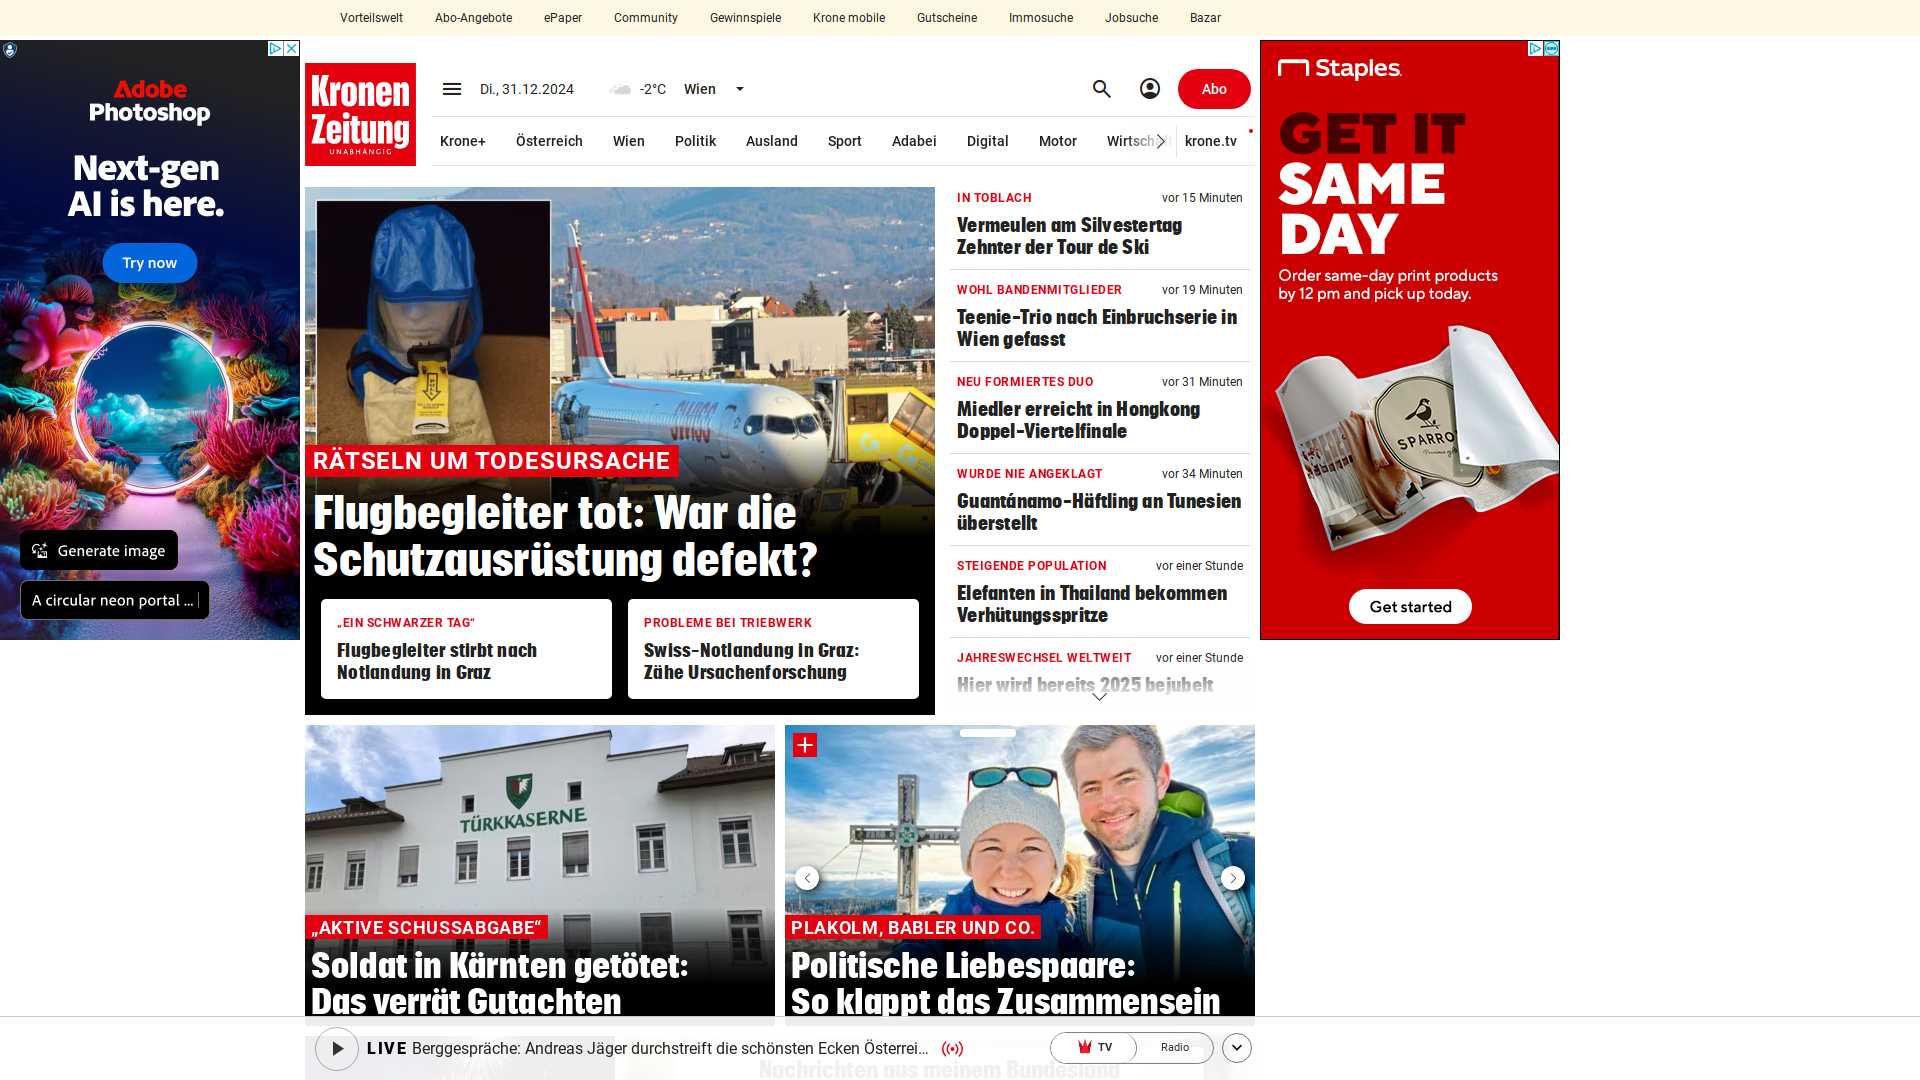 Vorteilswelt
Abo-Angebote
ePaper
Community
Gewinnspiele
Krone mobile
Gutscheine
Immosuche
Jobsuche
Bazar
Adobe
Photoshop
Next-gen
AI is here.
Try now
Generate image
A circular neon portal ...
Kronen
Zeitung
UNABHÄNGIG
Di., 31.12.2024
-2°C
Wien
Abo
Krone+
Österreich
Wien
Politik
Ausland
Sport
Adabei
Digital
Motor
Wirtscha
krone.tv
RÄTSELN UM TODESURSACHE
Flugbegleiter tot: War die
Schutzausrüstung defekt?
„EIN SCHWARZER TAG“
Flugbegleiter stirbt nach
Notlandung in Graz
PROBLEME BEI TRIEBWERK
Swiss-Notlandung in Graz:
Zähe Ursachenforschung
IN TOBLACH
vor 15 Minuten
Vermeulen am Silvestertag
Zehnter der Tour de Ski
WOHL BANDENMITGLIEDER
vor 19 Minuten
Teenie-Trio nach Einbruchserie in
Wien gefasst
NEU FORMIERTES DUO
vor 31 Minuten
Miedler erreicht in Hongkong
Doppel-Viertelfinale
WURDE NIE ANGEKLAGT
vor 34 Minuten
Guantánamo-Häftling an Tunesien
überstellt
STEIGENDE POPULATION
vor einer Stunde
Elefanten in Thailand bekommen
Verhütungsspritze
JAHRESWECHSEL WELTWEIT
vor einer Stunde
Hier wird bereits 2025 bejubelt
Staples
GET IT
SAME
DAY
Order same-day print products
by 12 pm and pick up today.
SPARRO
Get started
TÜRKKASERNE
„AKTIVE SCHUSSABGABE“
Soldat in Kärnten getötet:
Das verrät Gutachten
PLAKOLM, BABLER UND CO.
Politische Liebespaare:
So klappt das Zusammensein
LIVE Berggespräche: Andreas Jäger durchstreift die schönsten Ecken Österrei...
TV
Radio
Nachrichten aus meinem Bundesland